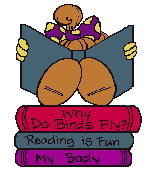 Why
Do Birds Fly?
Reading is Fun
My Body